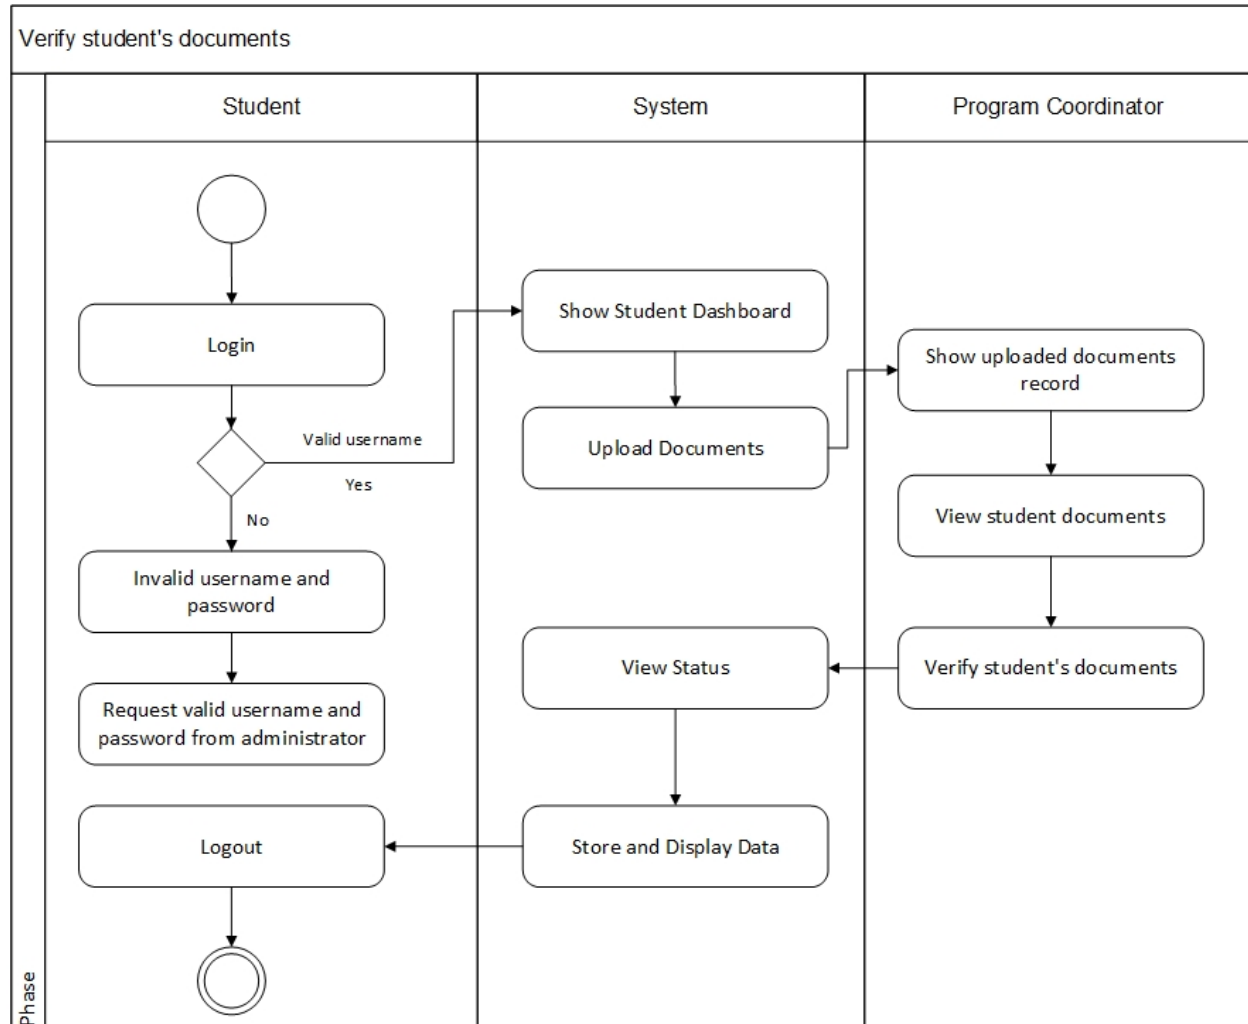 Verify student's documents
Student
System
Program Coordinator
Login
Valid username
Yes
No
Invalid username and
password
Request valid username and
password from administrator
Logout
Show Student Dashboard
Upload Documents
View Status
Store and Display Data
Show uploaded documents
record
View student documents
Verify student's documents
Phase